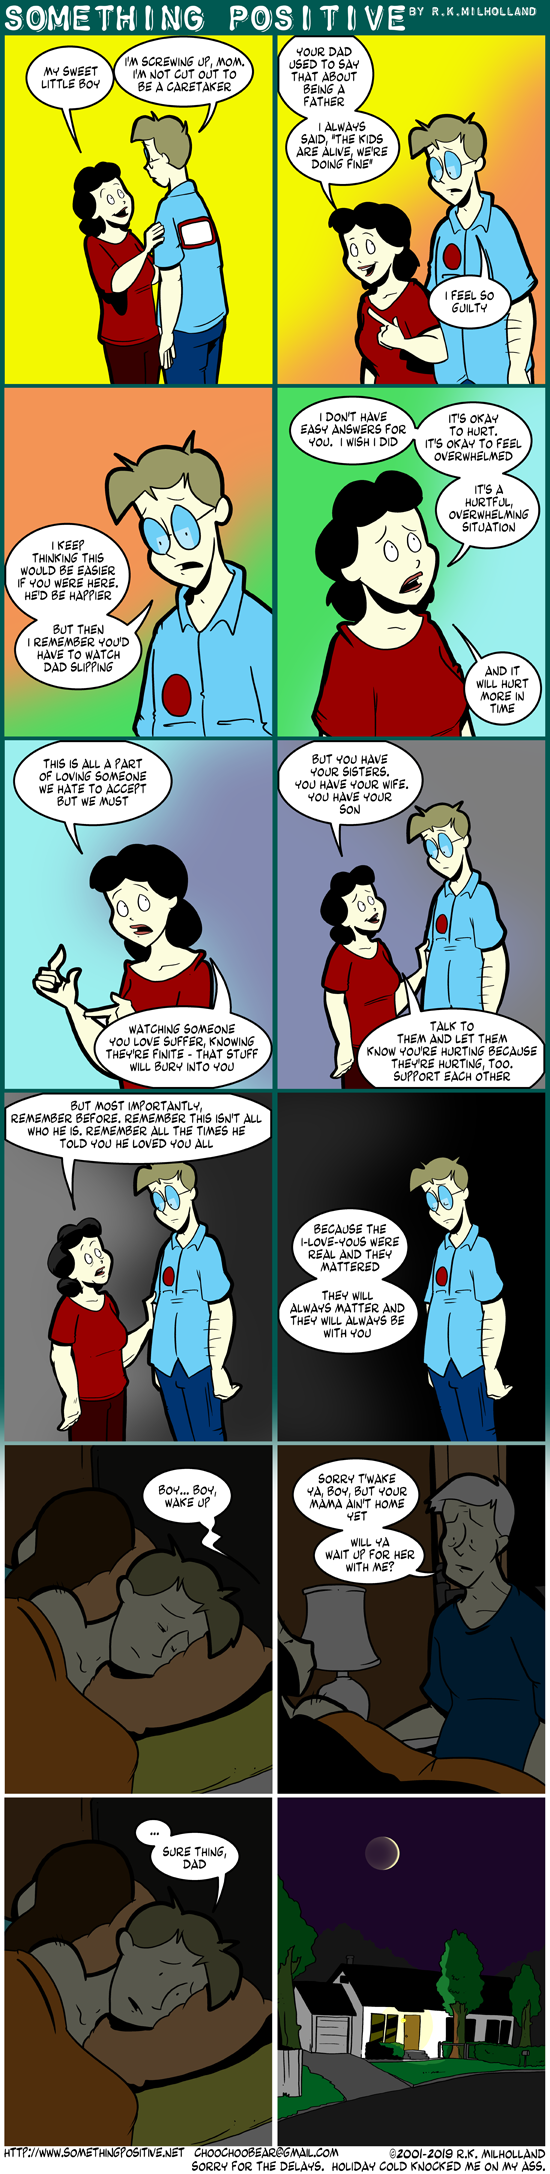 SOMETHING POSITIVE BY R.K.MILHOLLAND
MY SWEET
LITTLE BOY
I'M SCREWING UP, MOM.
I'M NOT CUT OUT TO
BE A CARETAKER
YOUR DAD
USED TO SAY
THAT ABOUT
BEING A
FATHER
I ALWAYS
SAID, "THE KIDS
ARE ALIVE, WE'RE
DOING FINE"
I FEEL SO
GUILTY
I KEEP
THINKING THIS
WOULD BE EASIER
IF YOU WERE HERE.
HE'D BE HAPPIER
BUT THEN
I REMEMBER YOU'D
HAVE TO WATCH
DAD SLIPPING
I DON'T HAVE
EASY ANSWERS FOR
YOU. I WISH I DID
IT'S OKAY
TO HURT.
IT'S OKAY TO FEEL
OVERWHELMED
IT'S A
HURTFUL,
OVERWHELMING
SITUATION
AND IT
WILL HURT
MORE IN
TIME
THIS IS ALL A PART
OF LOVING SOMEONE
WE HATE TO ACCEPT
BUT WE MUST
WATCHING SOMEONE
YOU LOVE SUFFER, KNOWING
THEY'RE FINITE - THAT STUFF
WILL BURY INTO YOU
BUT YOU HAVE
YOUR SISTERS.
YOU HAVE YOUR WIFE.
YOU HAVE YOUR
SON
TALK TO
THEM AND LET THEM
KNOW YOU'RE HURTING BECAUSE
THEY'RE HURTING, TOO.
SUPPORT EACH OTHER
BUT MOST IMPORTANTLY,
REMEMBER BEFORE. REMEMBER THIS ISN'T ALL
WHO HE IS. REMEMBER ALL THE TIMES HE
TOLD YOU HE LOVED YOU ALL
BECAUSE THE
I-LOVE-YOUS WERE
REAL AND THEY
MATTERED
THEY WILL
ALWAYS MATTER AND
THEY WILL ALWAYS BE
WITH YOU
BOY... BOY,
WAKE UP
SORRY T'WAKE
YA, BOY, BUT YOUR
MAMA AIN'T HOME
YET
WILL YA
WAIT UP FOR HER
WITH ME?
...
SURE THING,
DAD
HTTP://WWW.SOMETHINGPOSITIVE.NET CHOOCHOOBEAR@GMAIL.COM ©2001-2019 R.K. MILHOLLAND
SORRY FOR THE DELAYS. HOLIDAY COLD KNOCKED ME ON MY ASS.